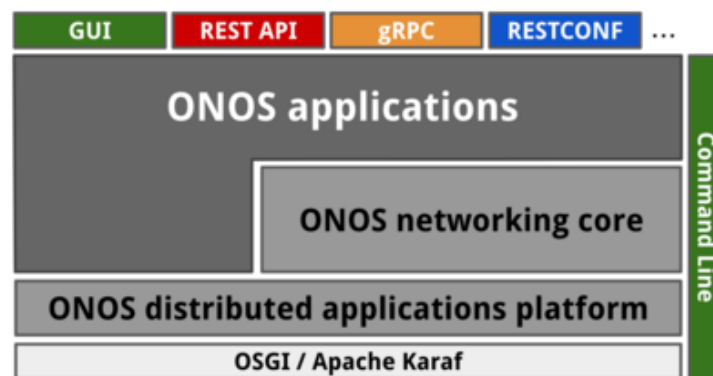 GUI
REST API
gRPC
RESTCONF
...
ONOS applications
Command Line
ONOS networking core
ONOS distributed applications platform
OSGI / Apache Karaf